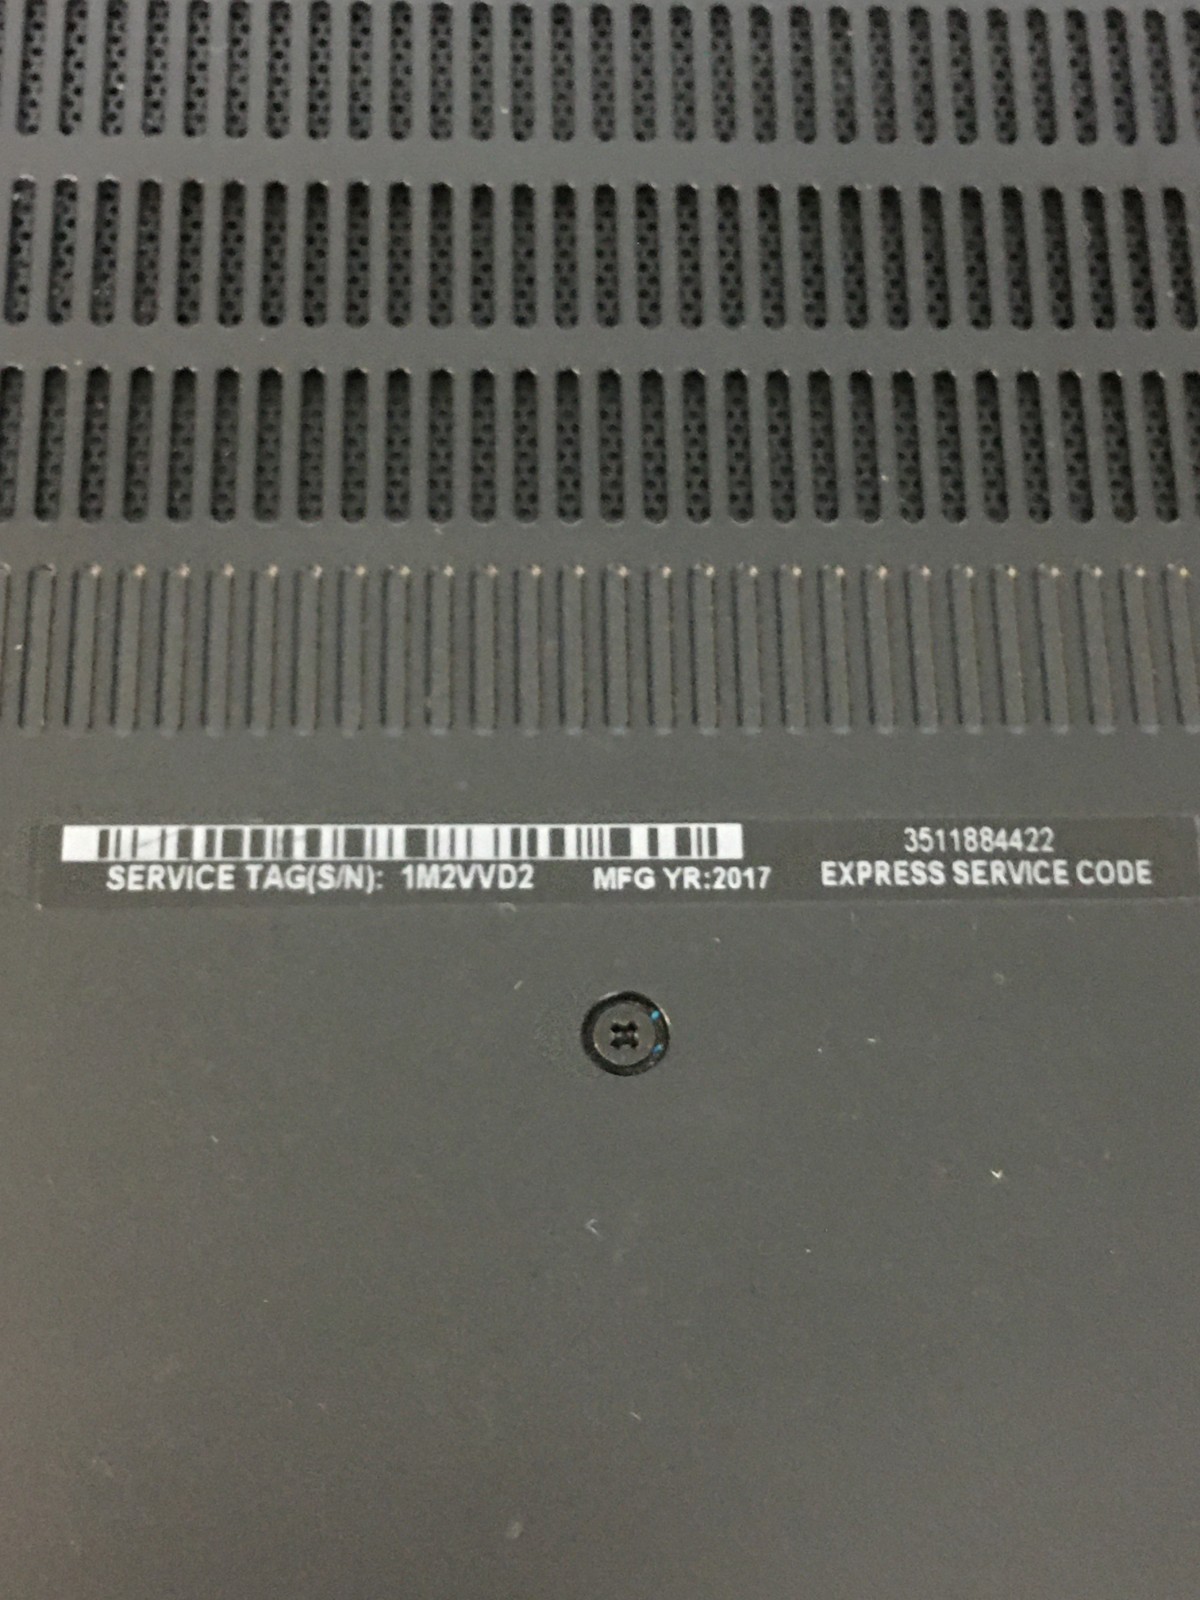 3511884422
SERVICE TAG(S/N): 1M2VVD2 MFG YR:2017 EXPRESS SERVICE CODE